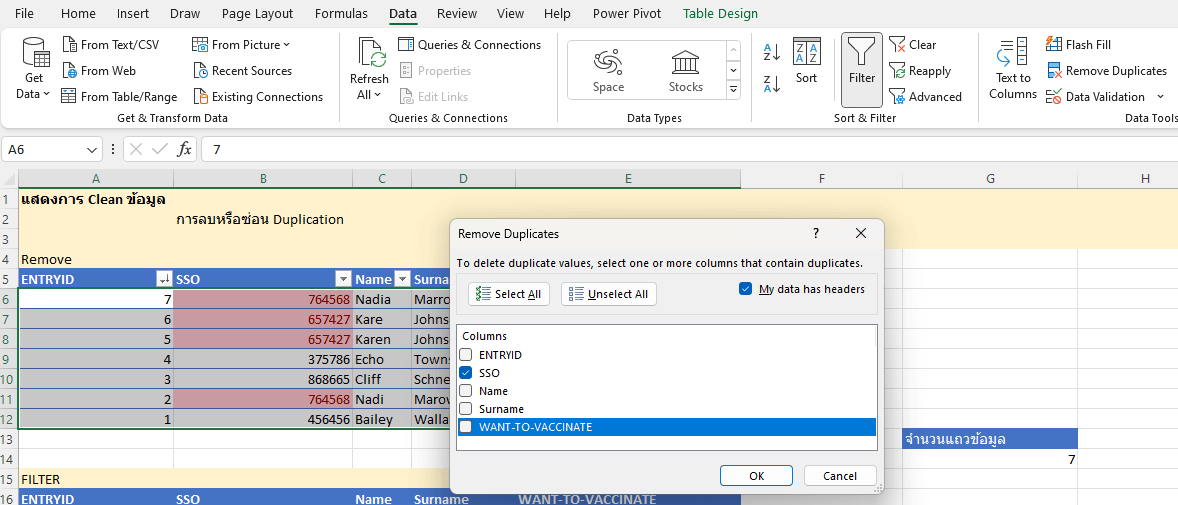 File Home Insert Draw Page Layout Formulas Data Review View Help Power Pivot Table Design
From Text/CSV From Picture Queries & Connections Clear Flash Fill
Get Data From Web Recent Sources Refresh All Properties Space Stocks Sort Filter Reapply Text to Columns Remove Duplicates
From Table/Range Existing Connections Edit Links Advanced Data Validation
Get & Transform Data Queries & Connections Data Types Sort & Filter Data Tools
A6 fx 7
A B C D E F G H
1 แสดงการ Clean ข้อมูล
2 การลบหรือซ่อน Duplication
3
4 Remove
5 ENTRYID SSO Name Surna
6 7 764568 Nadia Marro
7 6 657427 Kare Johns
8 5 657427 Karen Johns
9 4 375786 Echo Towns
10 3 868665 Cliff Schne
11 2 764568 Nadi Marow
12 1 456456 Bailey Walla
13 จำนวนแถวข้อมูล
14 7
15 FILTER
16 ENTRYID SSO Name Surname WANT-TO-VACCINATE
Remove Duplicates ?
To delete duplicate values, select one or more columns that contain duplicates.
Select All Unselect All My data has headers
Columns
ENTRYID
SSO
Name
Surname
WANT-TO-VACCINATE
OK Cancel